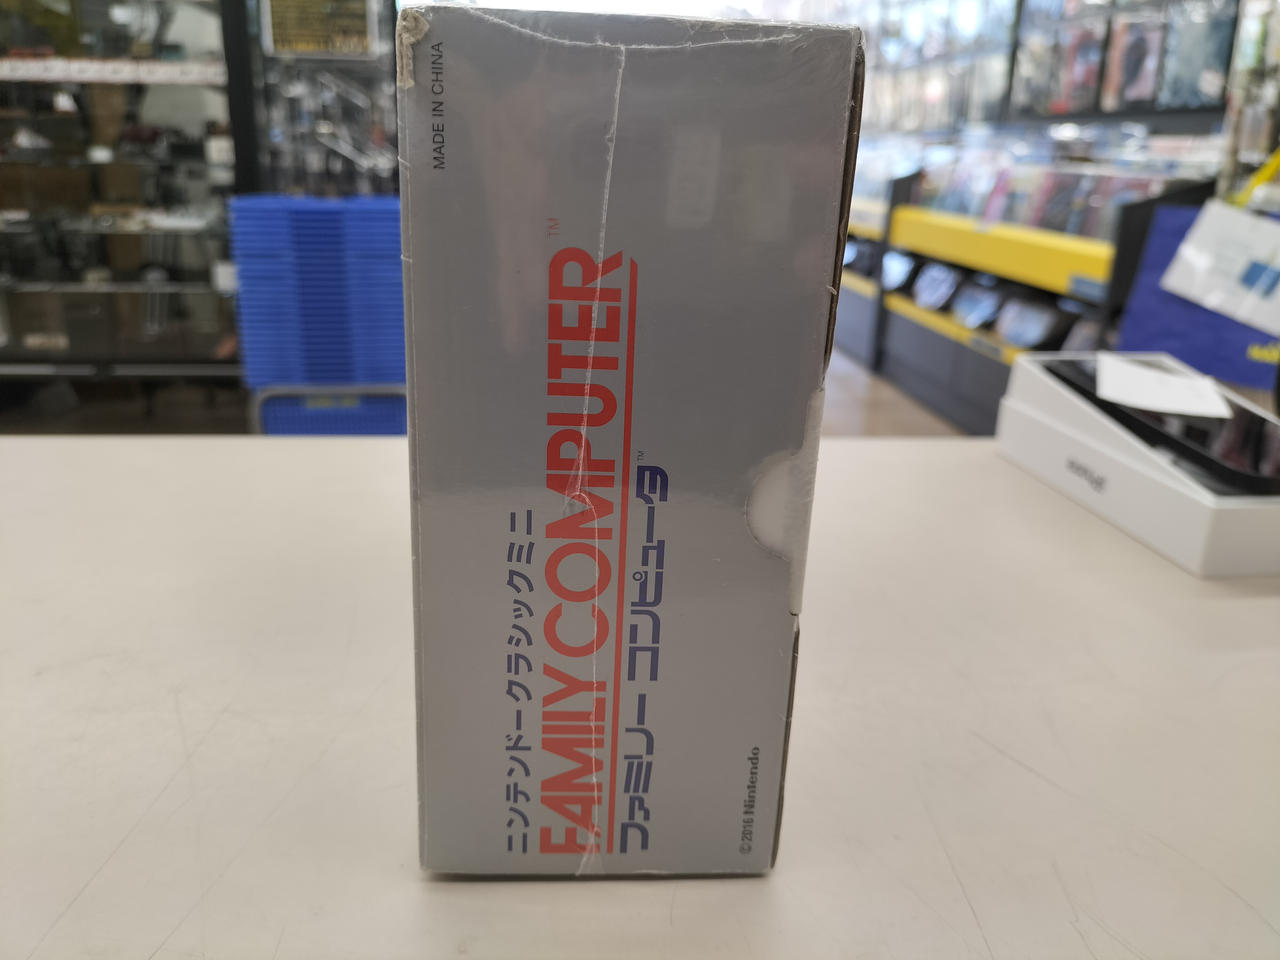 MADE IN CHINA
ニンテンドークラシックミニ
FAMILY COMPUTER™
ファミリー コンピュータ™
©2016 Nintendo